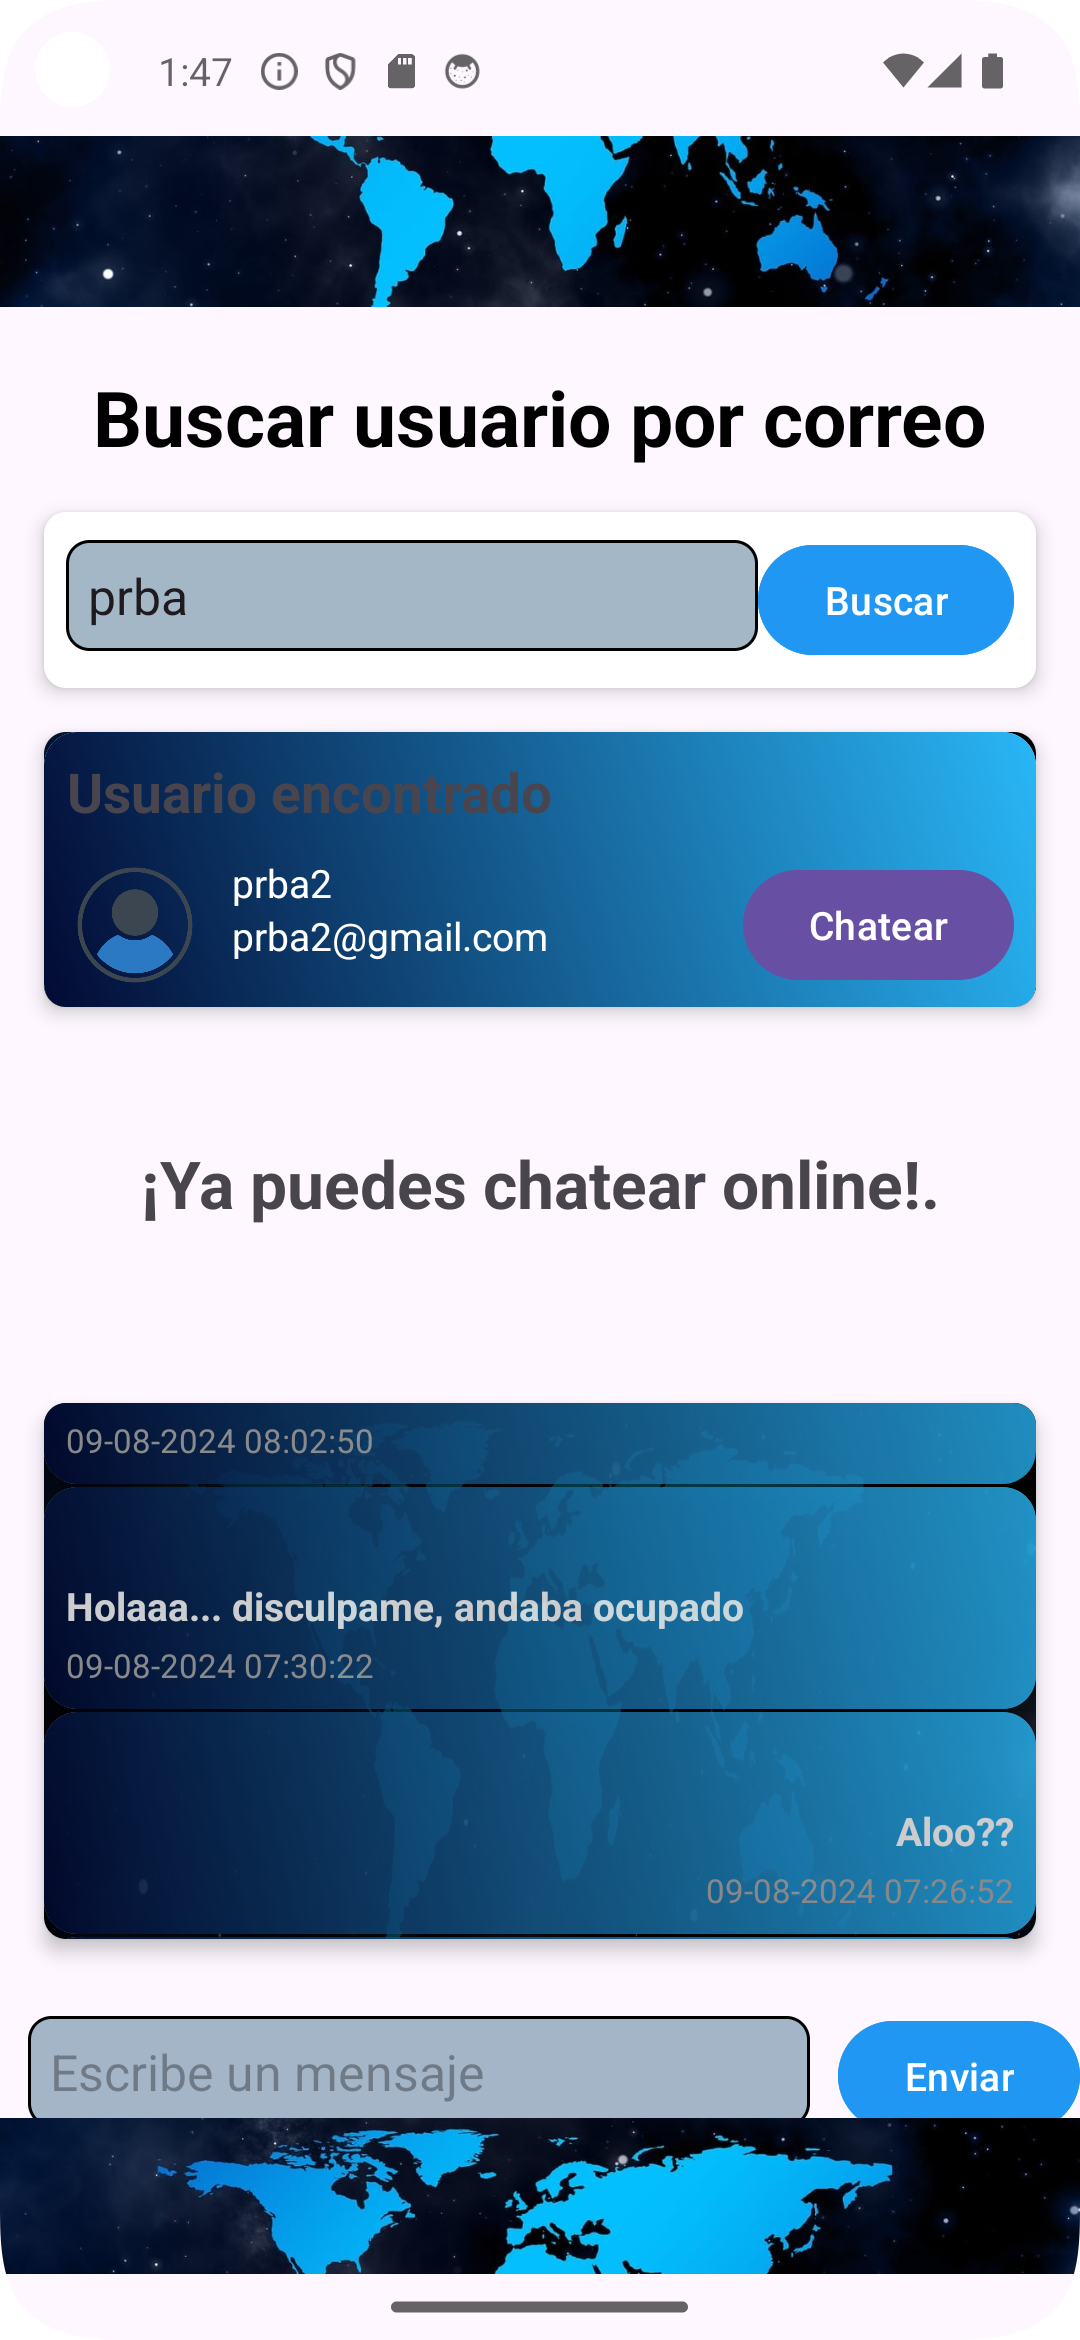 1:47
Buscar usuario por correo
prba
Buscar
Usuario encontrado
prba2
prba2@gmail.com
Chatear
¡Ya puedes chatear online!.
09-08-2024 08:02:50
Holaaa... disculpame, andaba ocupado
09-08-2024 07:30:22
Aloo??
09-08-2024 07:26:52
Escribe un mensaje
Enviar